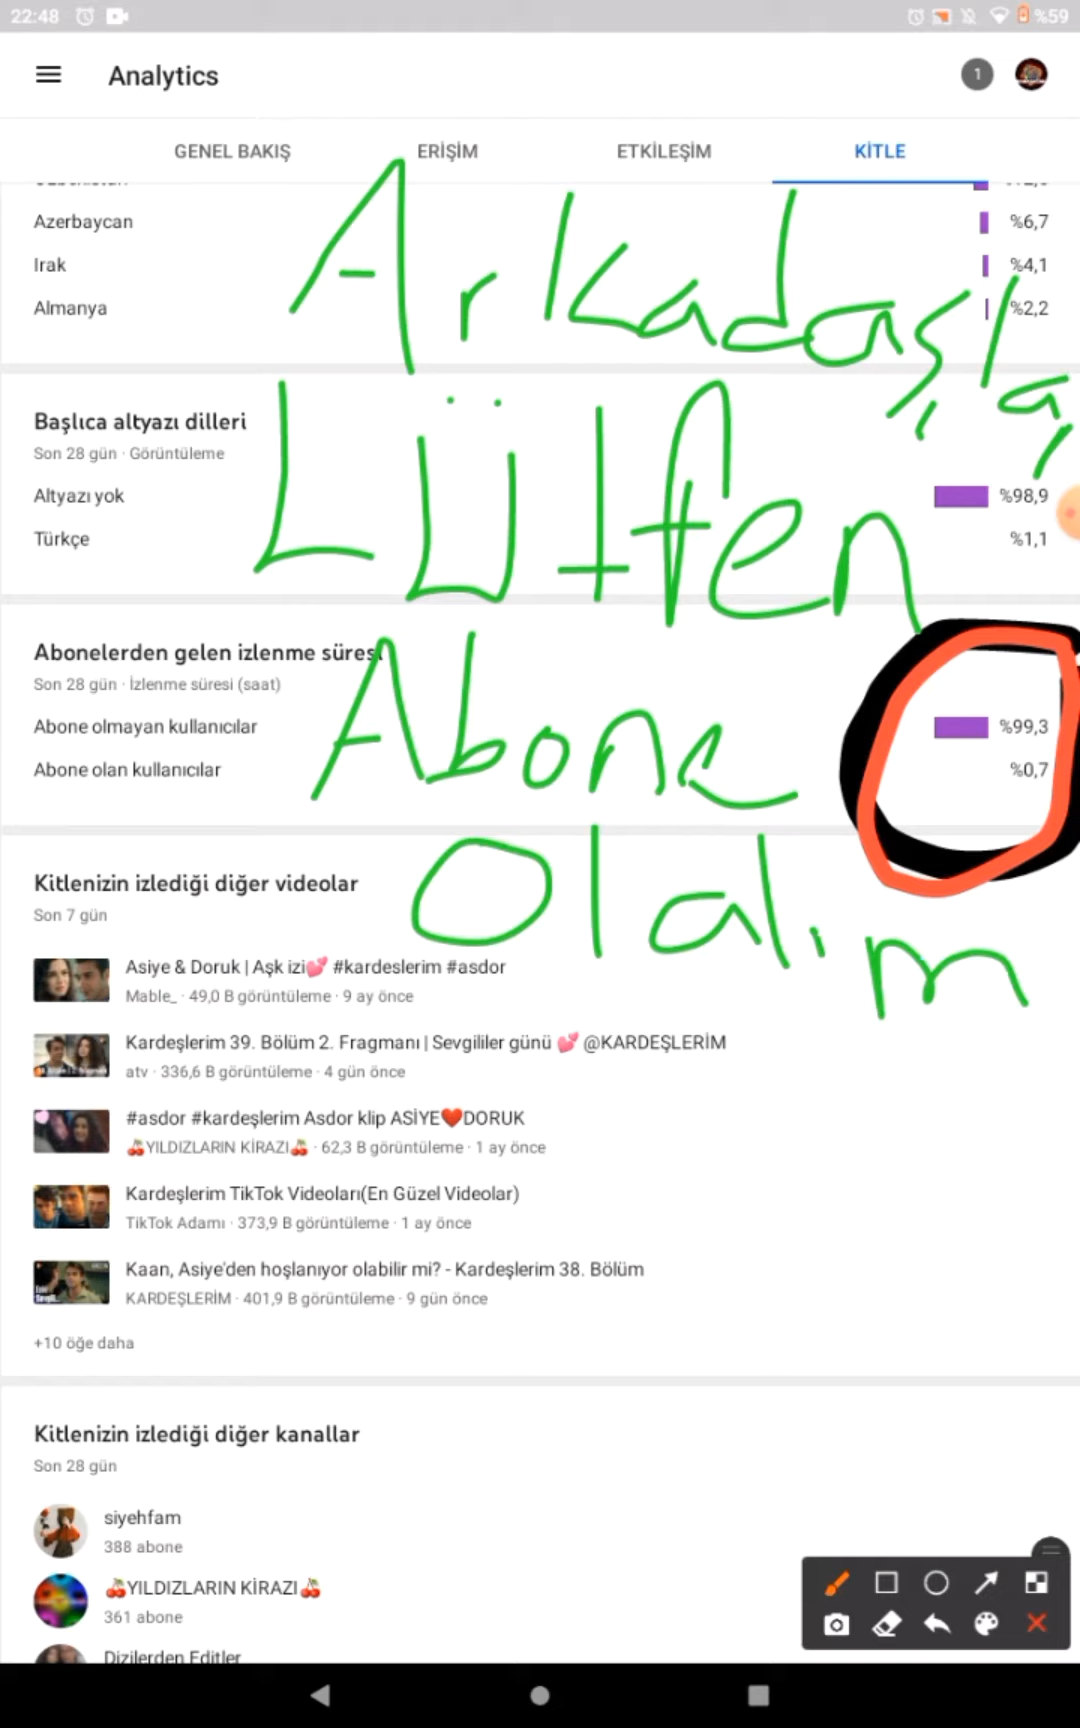 22:48 %59
Analytics 1
GENEL BAKIŞ ERİŞİM ETKİLEŞİM KİTLE
Azerbaycan %6,7
Irak %4,1
Almanya %2,2
Arkadaşla,
Başlıca altyazı dilleri
Son 28 gün · Görüntüleme
Altyazı yok %98,9
Türkçe %1,1
Lütfen
Abonelerden gelen izlenme süresi
Son 28 gün · İzlenme süresi (saat)
Abone olmayan kullanıcılar %99,3
Abone olan kullanıcılar %0,7
Abone
Olalım
Kitlenizin izlediği diğer videolar
Son 7 gün
Asiye & Doruk | Aşk izi💕 #kardeslerim #asdor
Mable_ · 49,0 B görüntüleme · 9 ay önce
Kardeşlerim 39. Bölüm 2. Fragmanı | Sevgililer günü 💕 @KARDEŞLERİM
atv · 336,6 B görüntüleme · 4 gün önce
#asdor #kardeşlerim Asdor klip ASİYE❤️DORUK
🍒YILDIZLARIN KİRAZI🍒 · 62,3 B görüntüleme · 1 ay önce
Kardeşlerim TikTok Videoları(En Güzel Videolar)
TikTok Adamı · 373,9 B görüntüleme · 1 ay önce
Kaan, Asiye'den hoşlanıyor olabilir mi? - Kardeşlerim 38. Bölüm
KARDEŞLERİM · 401,9 B görüntüleme · 9 gün önce
+10 öğe daha
Kitlenizin izlediği diğer kanallar
Son 28 gün
siyehfam
388 abone
🍒YILDIZLARIN KİRAZI🍒
361 abone
Dizilerden Editler